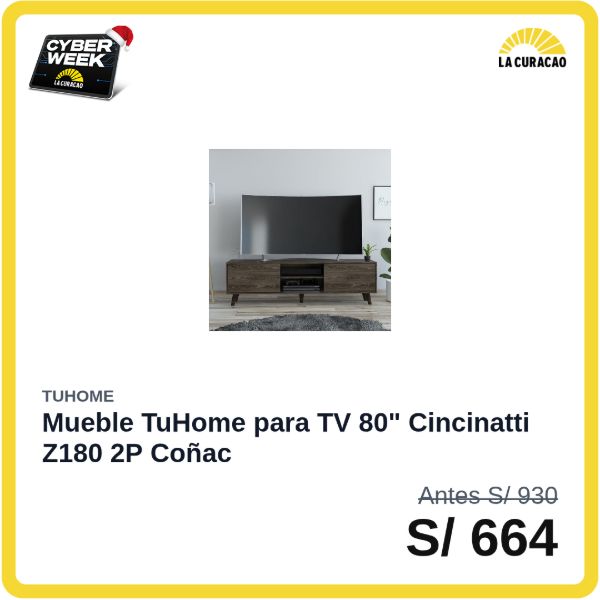 CYBER
WEEK
LA CURACAO
LA CURACAO
TUHOME
Mueble TuHome para TV 80" Cincinatti
Z180 2P Coñac
Antes S/ 930
S/ 664